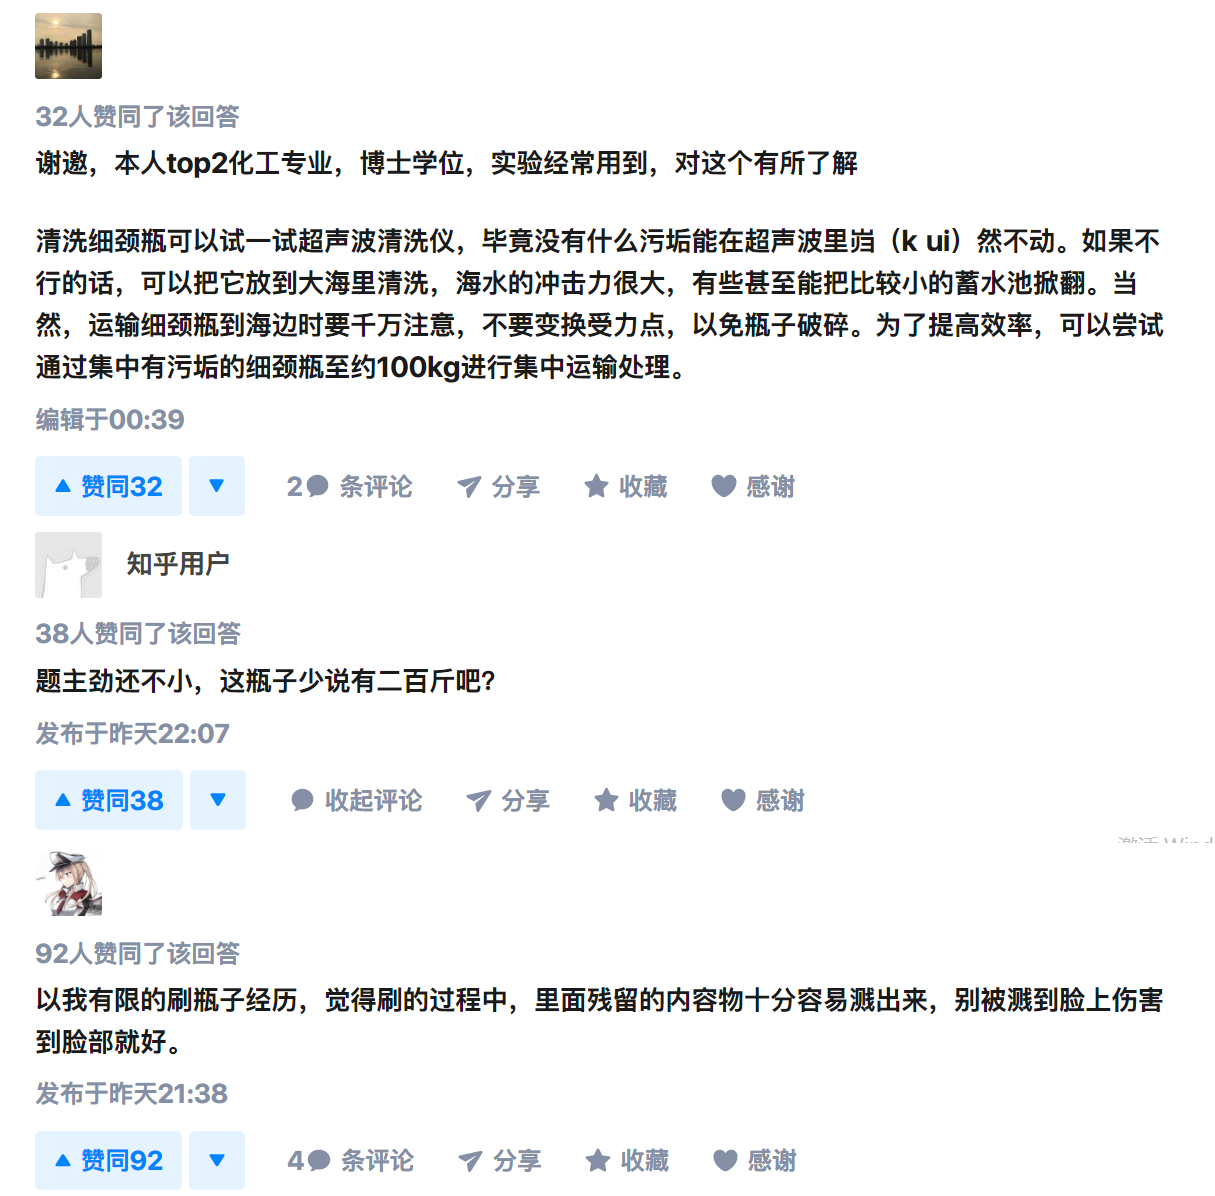 32人赞同了该回答
谢邀，本人top2化工专业，博士学位，实验经常用到，对这个有所了解
清洗细颈瓶可以试一试超声波清洗仪，毕竟没有什么污垢能在超声波里岿（k ui）然不动。如果不
行的话，可以把它放到大海里清洗，海水的冲击力很大，有些甚至能把比较小的蓄水池掀翻。当
然，运输细颈瓶到海边时要千万注意，不要变换受力点，以免瓶子破碎。为了提高效率，可以尝试
通过集中有污垢的细颈瓶至约100kg进行集中运输处理。
编辑于00:39
赞同32 2 条评论 分享 收藏 感谢
知乎用户
38人赞同了该回答
题主劲还不小，这瓶子少说有二百斤吧?
发布于昨天22:07
赞同38 收起评论 分享 收藏 感谢
92人赞同了该回答
以我有限的刷瓶子经历，觉得刷的过程中，里面残留的内容物十分容易溅出来，别被溅到脸上伤害
到脸部就好。
发布于昨天21:38
赞同92 4 条评论 分享 收藏 感谢